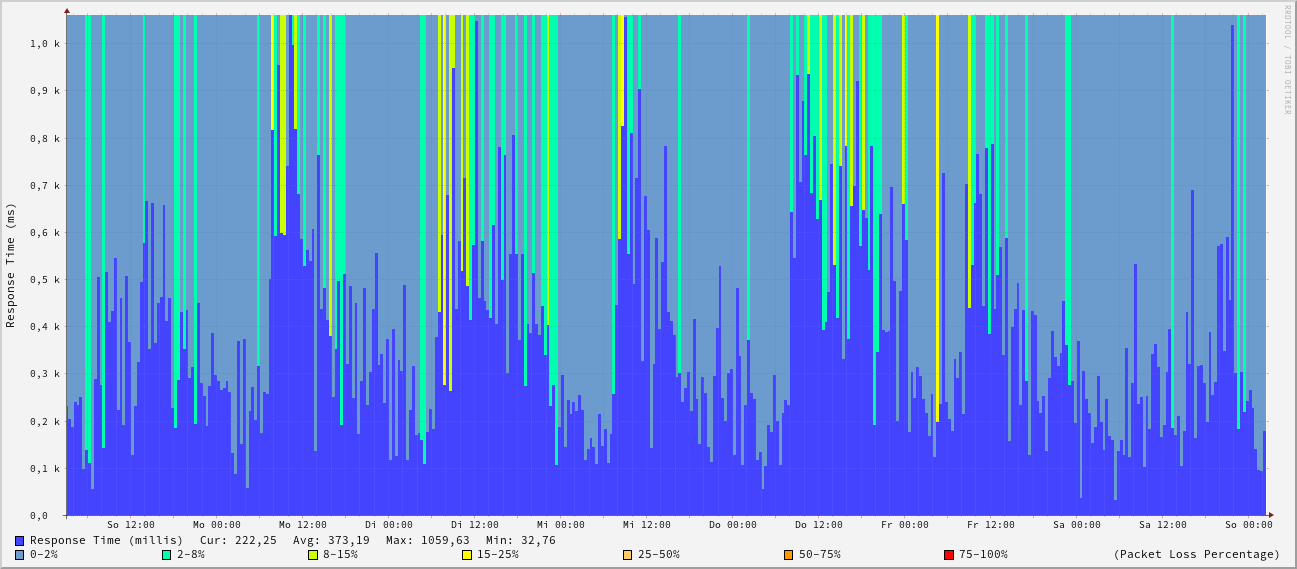 RRDTOOL / TOBI OETIKER
Response Time (ms)
1,0 k
0,9 k
0,8 k
0,7 k
0,6 k
0,5 k
0,4 k
0,3 k
0,2 k
0,1 k
0,0
So 12:00 Mo 00:00 Mo 12:00 Di 00:00 Di 12:00 Mi 00:00 Mi 12:00 Do 00:00 Do 12:00 Fr 00:00 Fr 12:00 Sa 00:00 Sa 12:00 So 00:00
Response Time (millis) Cur: 222,25 Avg: 373,19 Max: 1059,63 Min: 32,76
0-2% 2-8% 8-15% 15-25% 25-50% 50-75% 75-100% (Packet Loss Percentage)